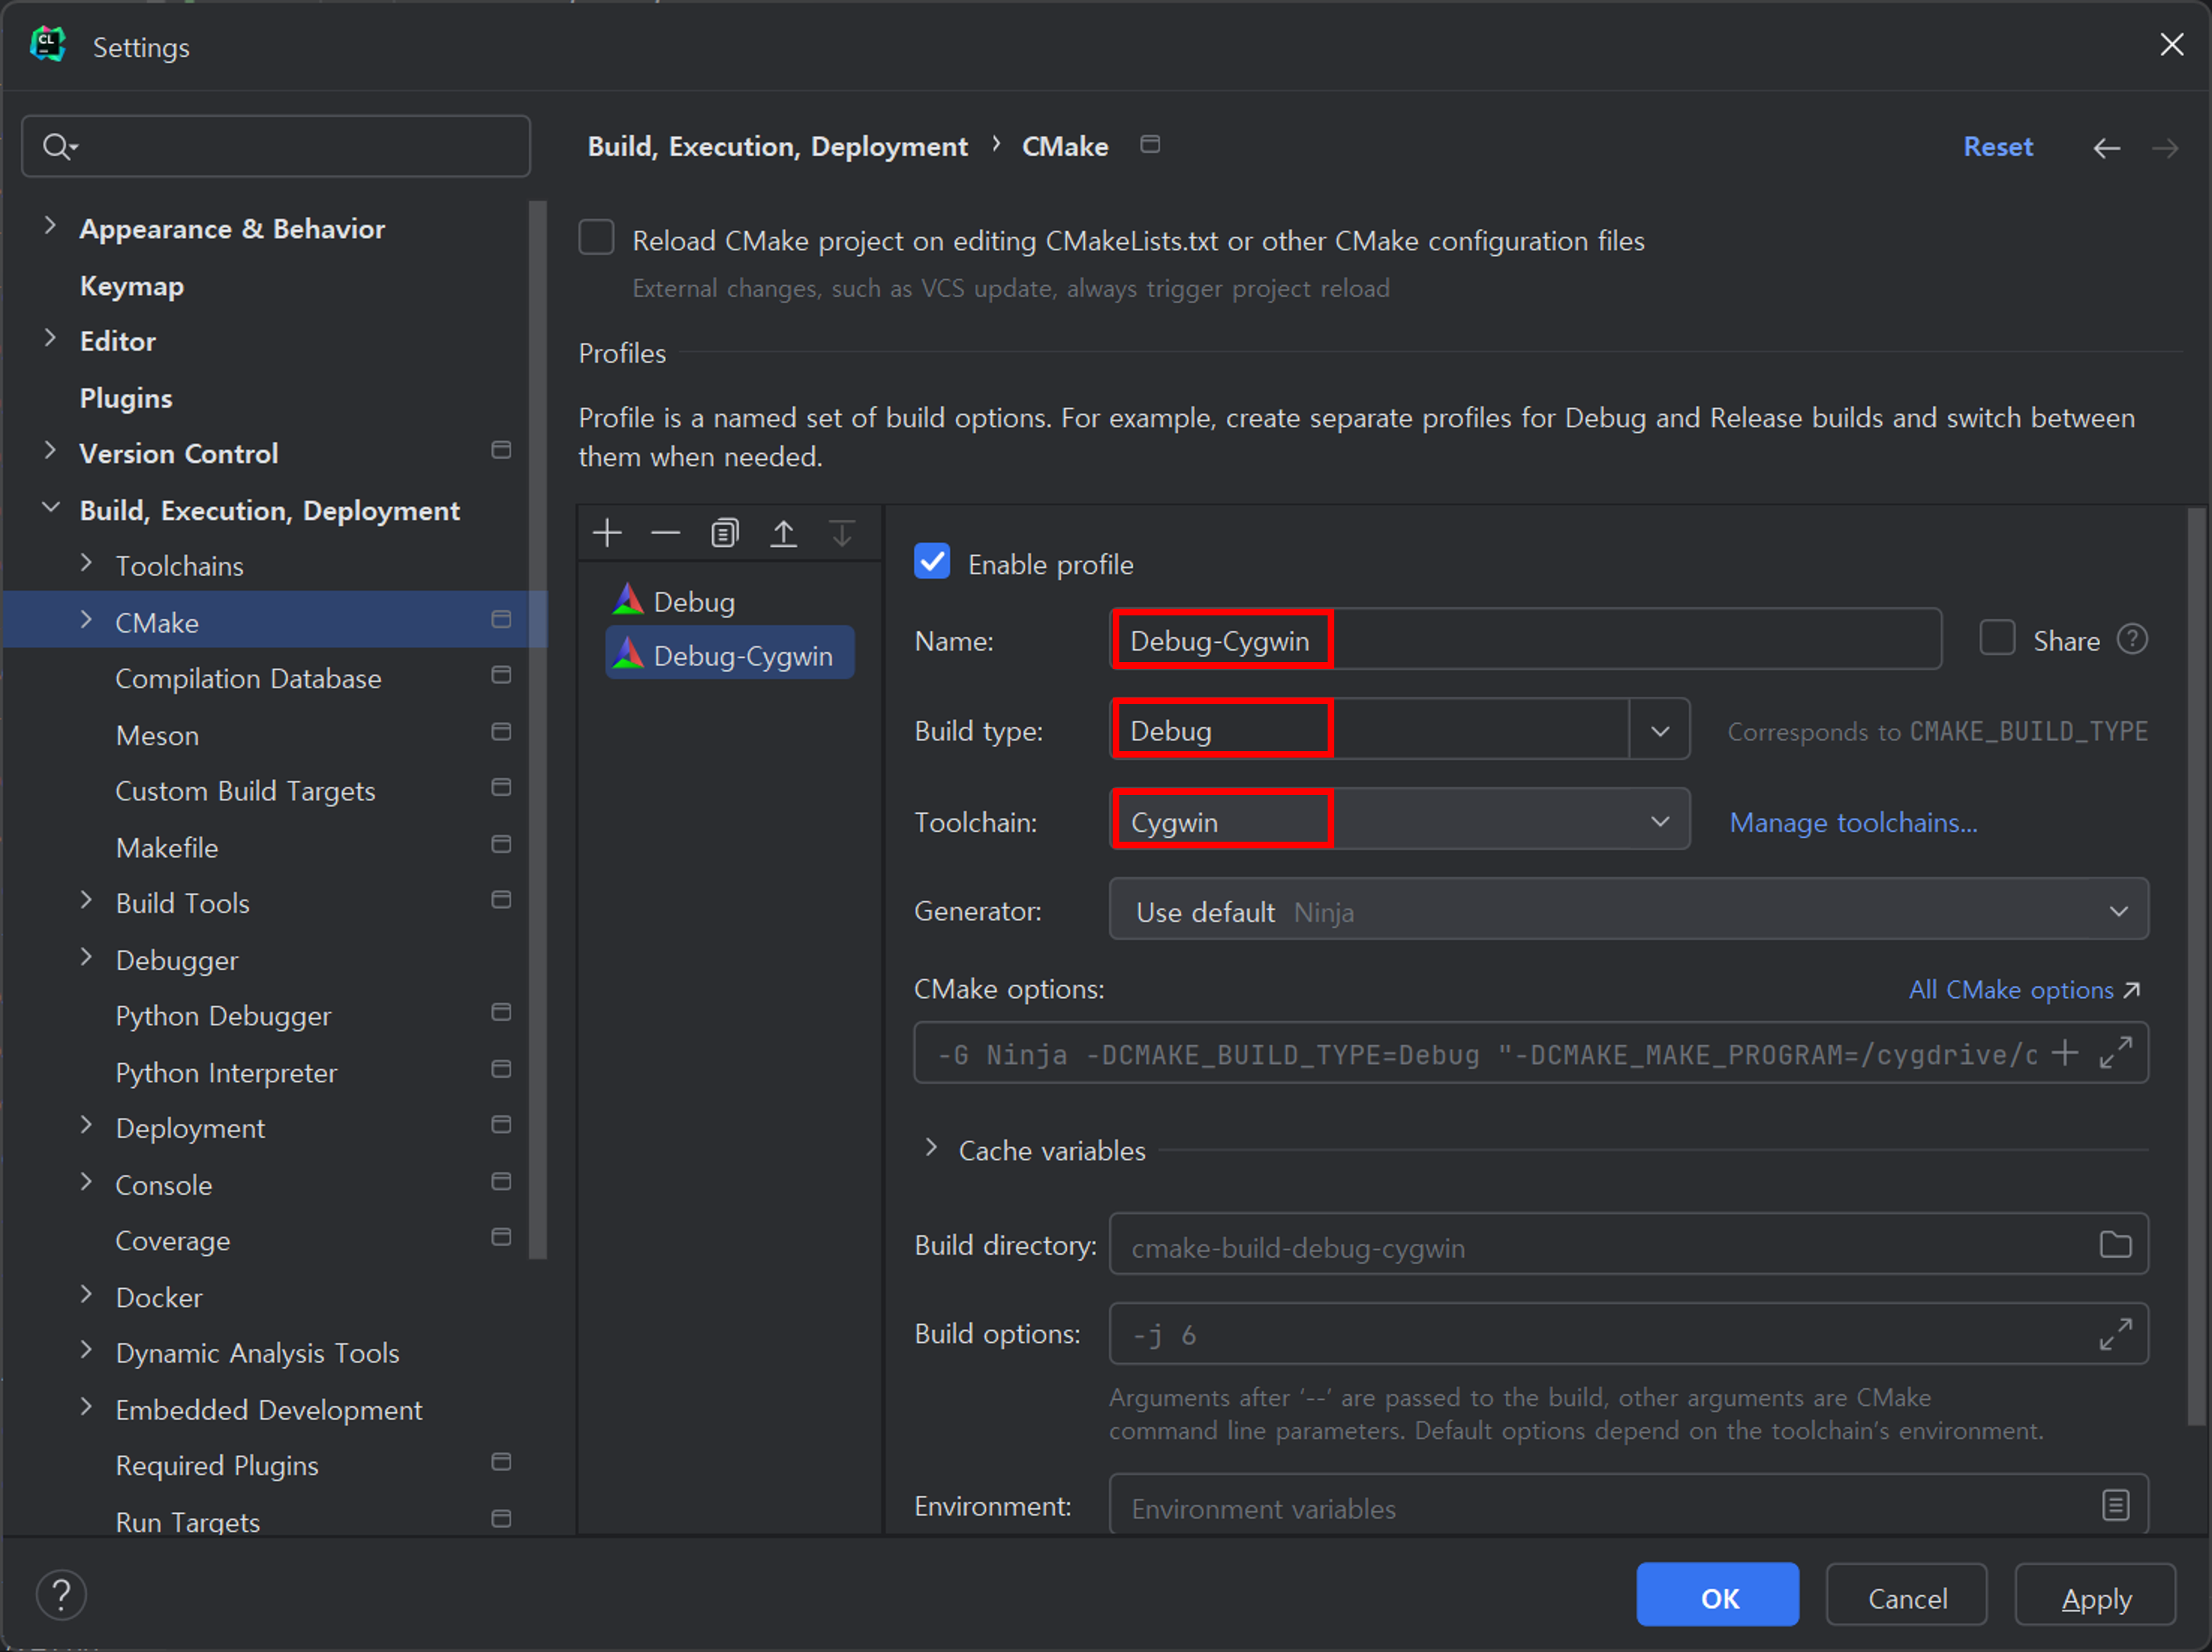 CL
Settings
Build, Execution, Deployment › CMake
Reset
Appearance & Behavior
Keymap
Editor
Plugins
Version Control
Build, Execution, Deployment
Toolchains
CMake
Compilation Database
Meson
Custom Build Targets
Makefile
Build Tools
Debugger
Python Debugger
Python Interpreter
Deployment
Console
Coverage
Docker
Dynamic Analysis Tools
Embedded Development
Required Plugins
Run Targets
Reload CMake project on editing CMakeLists.txt or other CMake configuration files
External changes, such as VCS update, always trigger project reload
Profiles
Profile is a named set of build options. For example, create separate profiles for Debug and Release builds and switch between
them when needed.
Debug
Debug-Cygwin
Enable profile
Name: Debug-Cygwin Share ?
Build type: Debug Corresponds to CMAKE_BUILD_TYPE
Toolchain: Cygwin Manage toolchains...
Generator: Use default Ninja
CMake options: All CMake options
-G Ninja -DCMAKE_BUILD_TYPE=Debug "-DCMAKE_MAKE_PROGRAM=/cygdrive/c
Cache variables
Build directory: cmake-build-debug-cygwin
Build options: -j 6
Arguments after ‘--’ are passed to the build, other arguments are CMake
command line parameters. Default options depend on the toolchain’s environment.
Environment: Environment variables
?
OK
Cancel
Apply